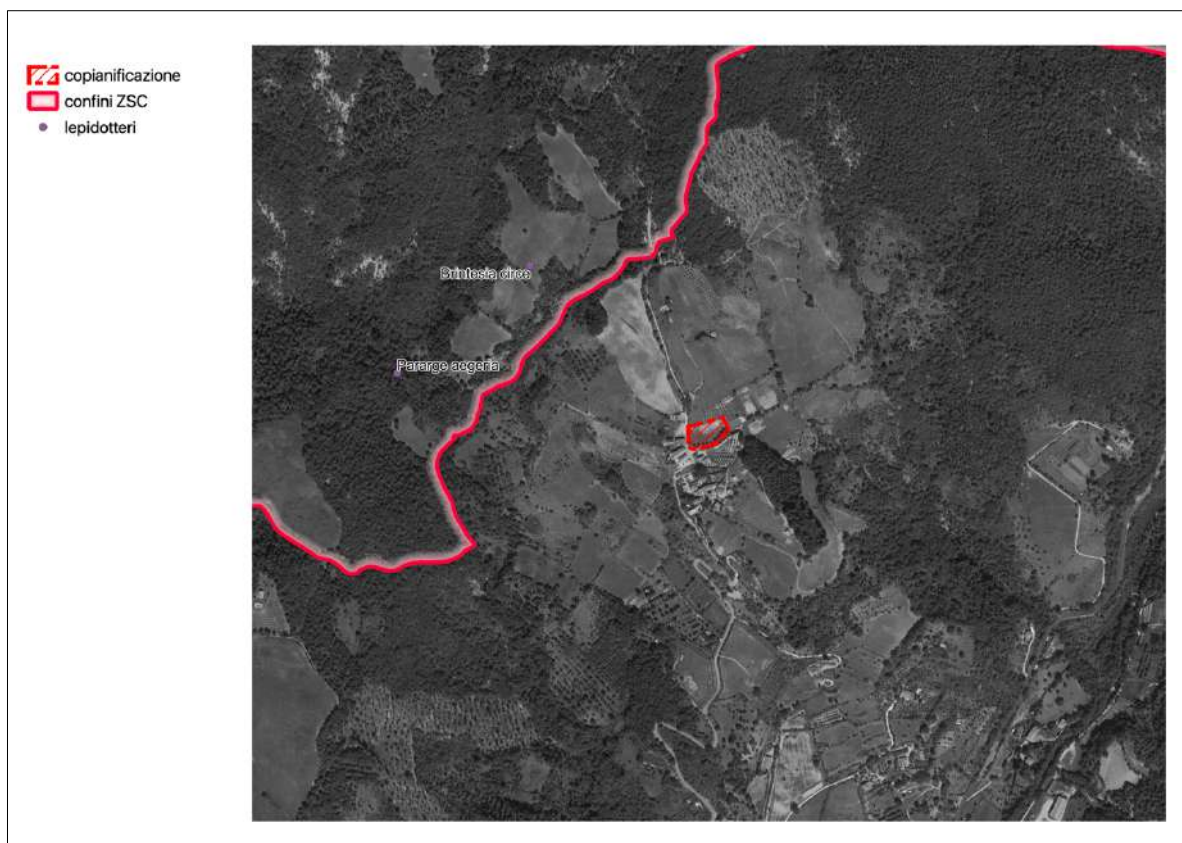 copianificazione
confini ZSC
lepidotteri
Brintesia circe
Pararge aegeria